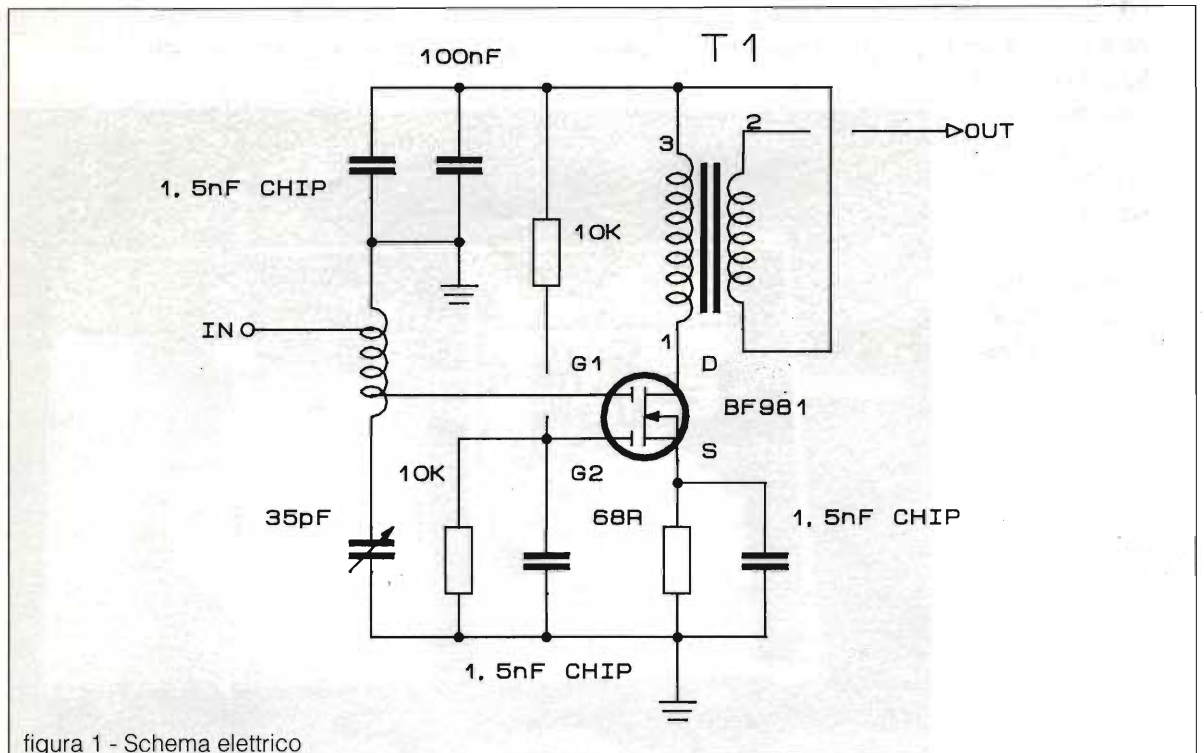 T1
100nF
3
2
OUT
1,5nF CHIP
10K
IN
1
G1
D
BF981
S
G2
10K
35pF
68R
1,5nF CHIP
1,5nF CHIP
figura 1 - Schema elettrico